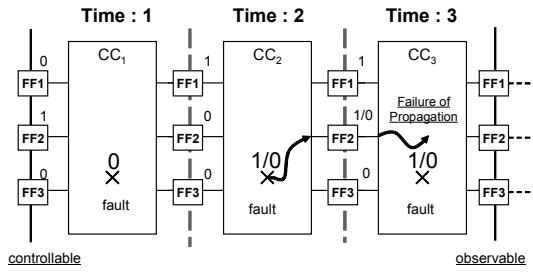 Time : 1 Time : 2 Time : 3
CC1 CC2 CC3
0 1 1
FF1 FF1 FF1 FF1
Failure of
Propagation
1 0 1/0
FF2 FF2 FF2 FF2
0 1/0 1/0
0 0 0
FF3 FF3 FF3 FF3
fault fault fault
controllable observable